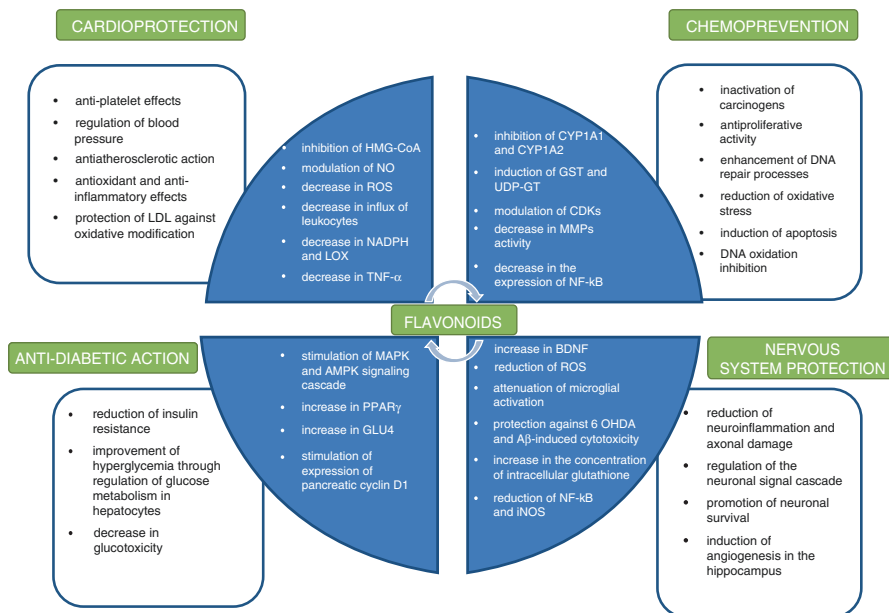 CARDIOPROTECTION
• anti-platelet effects
• regulation of blood
pressure
• antiatherosclerotic action
• antioxidant and anti-
inflammatory effects
• protection of LDL against
oxidative modification
• inhibition of HMG-CoA
• modulation of NO
• decrease in ROS
• decrease in influx of
leukocytes
• decrease in NADPH
and LOX
• decrease in TNF-α
CHEMOPREVENTION
• inhibition of CYP1A1
and CYP1A2
• induction of GST and
UDP-GT
• modulation of CDKs
• decrease in MMPs
activity
• decrease in the
expression of NF-kB
• inactivation of
carcinogens
• antiproliferative
activity
• enhancement of DNA
repair processes
• reduction of oxidative
stress
• induction of apoptosis
• DNA oxidation
inhibition
FLAVONOIDS
ANTI-DIABETIC ACTION
• reduction of insulin
resistance
• improvement of
hyperglycemia through
regulation of glucose
metabolism in
hepatocytes
• decrease in
glucotoxicity
• stimulation of MAPK
and AMPK signaling
cascade
• increase in PPARγ
• increase in GLU4
• stimulation of
expression of
pancreatic cyclin D1
NERVOUS
SYSTEM PROTECTION
• increase in BDNF
• reduction of ROS
• attenuation of microglial
activation
• protection against 6 OHDA
and Aβ-induced cytotoxicity
• increase in the concentration
of intracellular glutathione
• reduction of NF-kB
and iNOS
• reduction of
neuroinflammation and
axonal damage
• regulation of the
neuronal signal cascade
• promotion of neuronal
survival
• induction of
angiogenesis in the
hippocampus